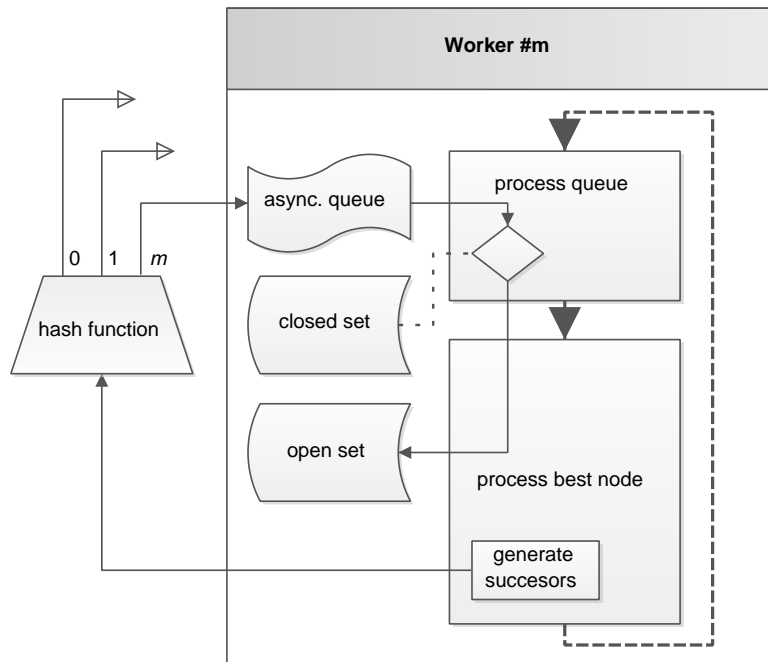 Worker #m
process queue
async. queue
0 1 m
closed set
hash function
open set
process best node
generate
succesors